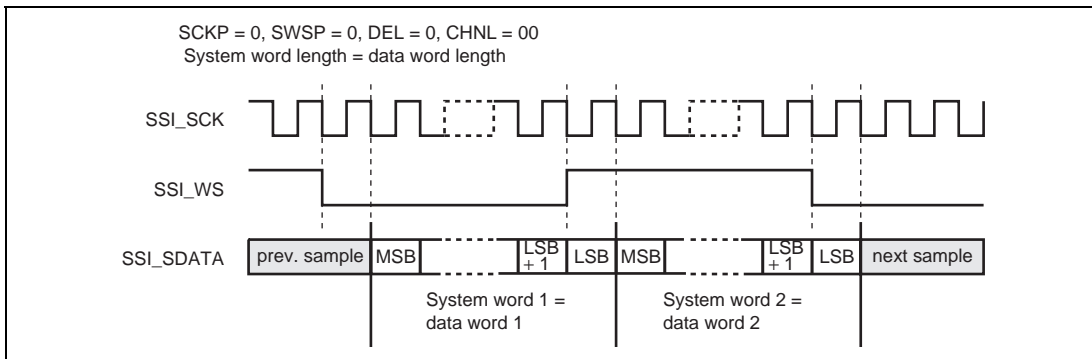 SCKP = 0, SWSP = 0, DEL = 0, CHNL = 00
System word length = data word length
SSI_SCK
SSI_WS
SSI_SDATA
prev. sample
MSB
LSB
+ 1
LSB
MSB
LSB
+ 1
LSB
next sample
System word 1 =
data word 1
System word 2 =
data word 2